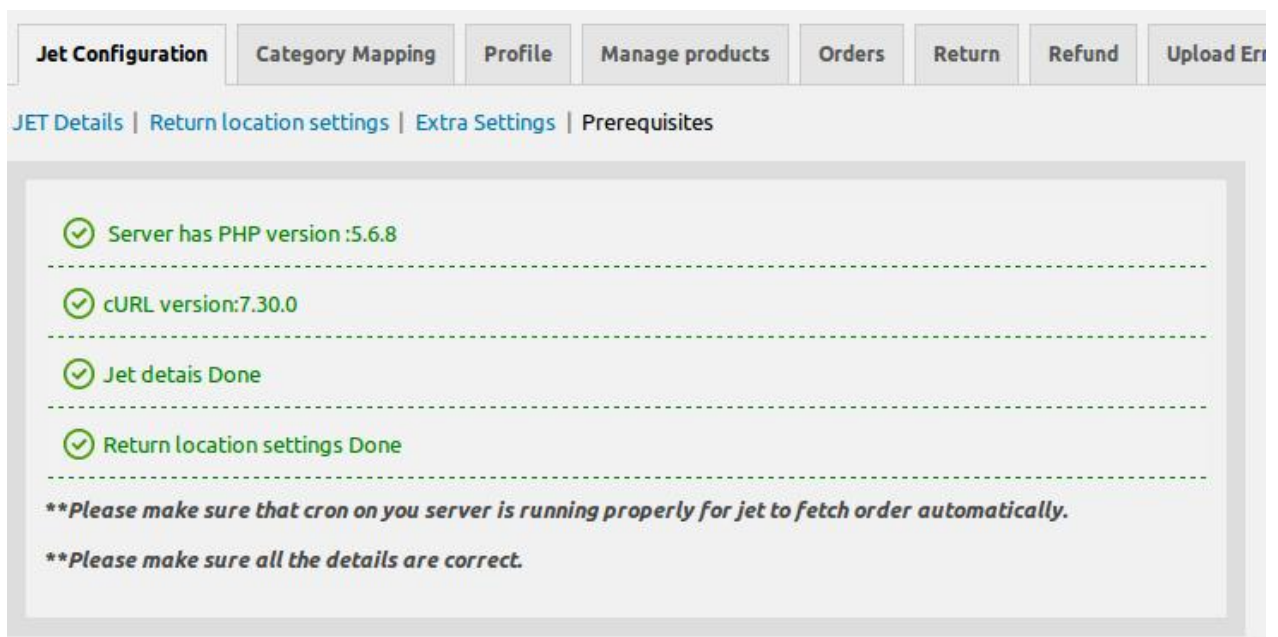 Jet Configuration Category Mapping Profile Manage products Orders Return Refund Upload Err
JET Details | Return location settings | Extra Settings | Prerequisites
Server has PHP version :5.6.8
cURL version:7.30.0
Jet detais Done
Return location settings Done
**Please make sure that cron on you server is running properly for jet to fetch order automatically.
**Please make sure all the details are correct.